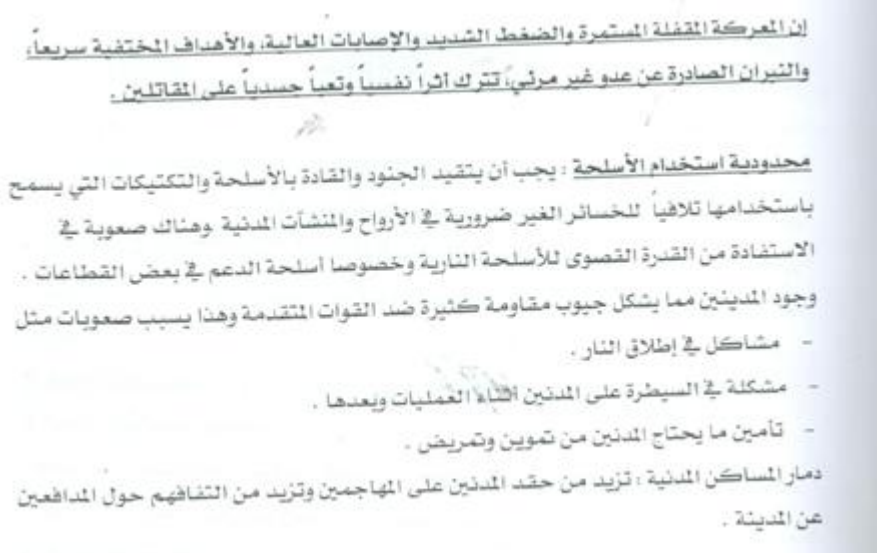 إن المعركة المقفلة المستمرة والضغط الشديد والإصابات العالية، والأهداف المختفية سريعاً،
والنيران الصادرة عن عدو غير مرئي، تترك أثراً نفسياً وتعباً جسدياً على المقاتلين .
محدودية استخدام الأسلحة : يجب أن يتقيد الجنود والقادة بالأسلحة والتكتيكات التي يسمح
باستخدامها تلافياً للخسائر الغير ضرورية في الأرواح والمنشآت المدنية .وهناك صعوبة في
الاستفادة من القدرة القصوى للأسلحة النارية وخصوصا أسلحة الدعم في بعض القطاعات .
وجود المدينين مما يشكل جيوب مقاومة كثيرة ضد القوات المتقدمة وهذا يسبب صعوبات مثل
- مشاكل في إطلاق النار .
- مشكلة في السيطرة على المدنين أثناء العمليات وبعدها .
- تأمين ما يحتاج المدنين من تموين وتمريض .
دمار المساكن المدنية : تزيد من حقد المدنين على المهاجمين وتزيد من التفافهم حول المدافعين
عن المدينة .